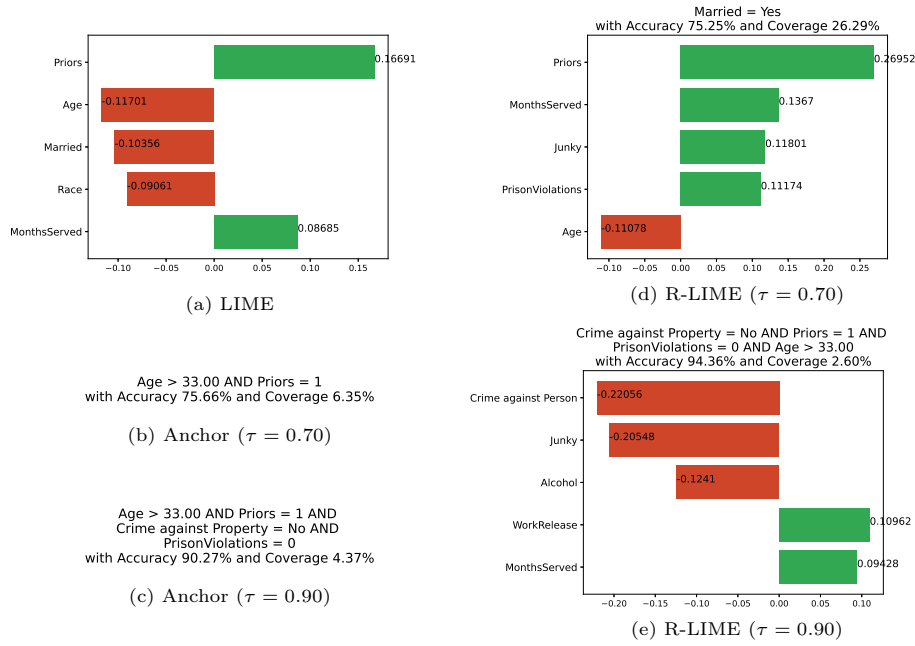 Priors
Age
Married
Race
MonthsServed
0.16691
-0.11701
-0.10356
-0.09061
0.08685
−0.10 −0.05 0.00 0.05 0.10 0.15
(a) LIME
Age > 33.00 AND Priors = 1
with Accuracy 75.66% and Coverage 6.35%
(b) Anchor (τ = 0.70)
Age > 33.00 AND Priors = 1 AND
Crime against Property = No AND
PrisonViolations = 0
with Accuracy 90.27% and Coverage 4.37%
(c) Anchor (τ = 0.90)
Married = Yes
with Accuracy 75.25% and Coverage 26.29%
Priors
MonthsServed
Junky
PrisonViolations
Age
0.26952
0.1367
0.11801
0.11174
-0.11078
−0.10 −0.05 0.00 0.05 0.10 0.15 0.20 0.25
(d) R-LIME (τ = 0.70)
Crime against Property = No AND Priors = 1 AND
PrisonViolations = 0 AND Age > 33.00
with Accuracy 94.36% and Coverage 2.60%
Crime against Person
Junky
Alcohol
WorkRelease
MonthsServed
-0.22056
-0.20548
-0.1241
0.10962
0.09428
−0.20 −0.15 −0.10 −0.05 0.00 0.05 0.10
(e) R-LIME (τ = 0.90)